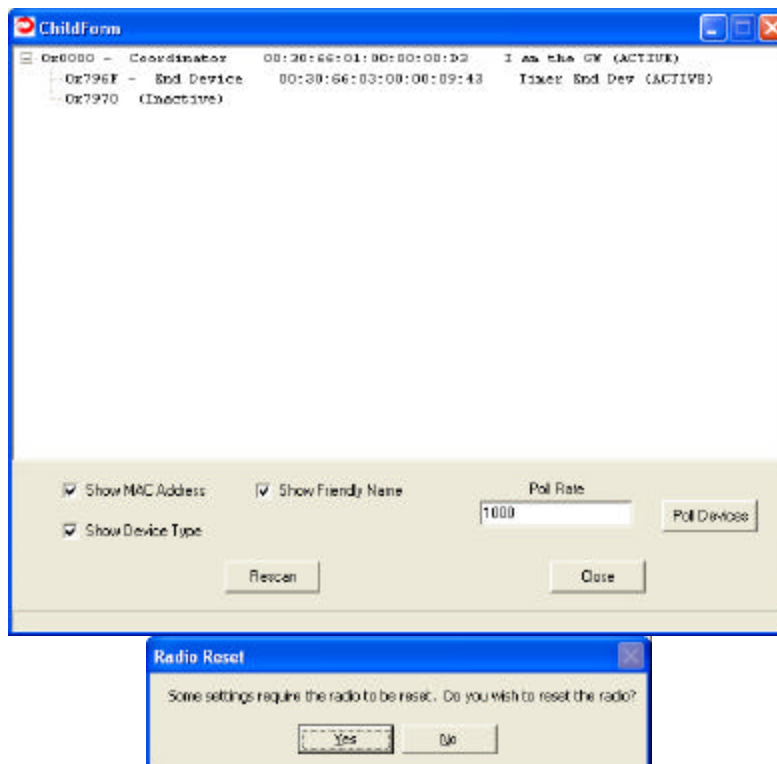 ChildForm
0x0000 - Coordinator 00:30:66:01:00:00:00:D2 I am the GW (ACTIVE)
0x796F - End Device 00:30:66:03:00:00:09:43 Timer End Dev (ACTIVE)
0x7970 (Inactive)
Show MAC Address
Show Friendly Name
Poll Rate
1000
Poll Devices
Show Device Type
Rescan
Close
Radio Reset
Some settings require the radio to be reset. Do you wish to reset the radio?
Yes
No